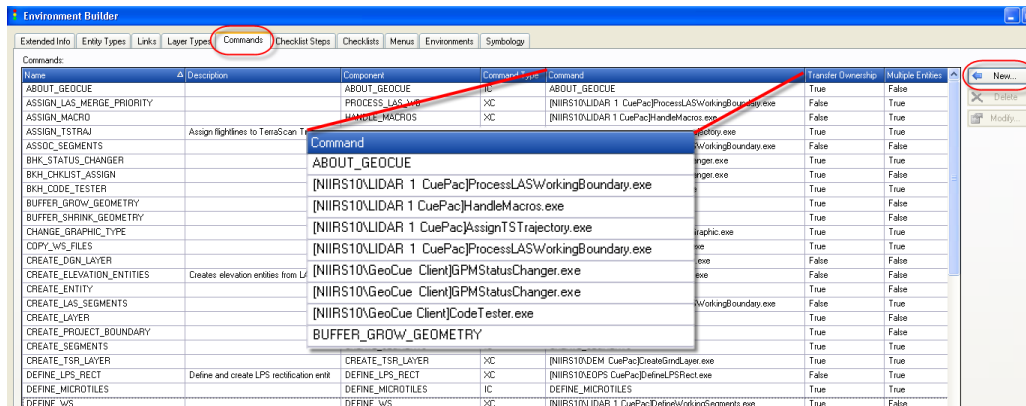 Environment Builder
Extended Info Entity Types Links Layer Types Commands Checklist Steps Checklists Menus Environments Symbology
Commands:
Name Description Component Command Type Command Transfer Ownership Multiple Entities New...
ABOUT_GEOCUE ABOUT_GEOCUE IC ABOUT_GEOCUE True False
ASSIGN_LAS_MERGE_PRIORITY PROCESS_LAS_WB XC [NIIRS10\LIDAR 1 CuePac]ProcessLASWorkingBoundary.exe False True Delete
ASSIGN_MACRO HANDLE_MACROS XC [NIIRS10\LIDAR 1 CuePac]HandleMacros.exe False True Modify...
ASSIGN_TSTRAJ Assign flightlines to TerraScan True True
ASSOC_SEGMENTS WorkingBoundary.exe False True
BHK_STATUS_CHANGER anger.exe True True
BKH_CHKLIST_ASSIGN anger.exe False True
BKH_CODE_TESTER True True
BUFFER_GROW_GEOMETRY True False
BUFFER_SHRINK_GEOMETRY True False
CHANGE_GRAPHIC_TYPE raphic.exe True True
COPY_WS_FILES exe True True
CREATE_DGN_LAYER .exe True False
CREATE_ELEVATION_ENTITIES Creates elevation entities from exe False False
CREATE_ENTITY True False
CREATE_LAS_SEGMENTS WorkingBoundary.exe False True
CREATE_LAYER True False
CREATE_PROJECT_BOUNDARY True False
CREATE_SEGMENTS True True
CREATE_TSR_LAYER CREATE_TSR_LAYER XC [NIIRS10\DEM CuePac]CreateGrndLayer.exe True True
DEFINE_LPS_RECT Define and create LPS rectification entit DEFINE_LPS_RECT XC [NIIRS10\EOPS CuePac]DefineLPSRect.exe False True
DEFINE_MICROTILES DEFINE_MICROTILES IC DEFINE_MICROTILES True True
DEFINE_WS DEFINE_WS XC [NIIRS10\LIDAR 1 CuePac]DefineWorkingSegments.exe True False
Command
ABOUT_GEOCUE
[NIIRS10\LIDAR 1 CuePac]ProcessLASWorkingBoundary.exe
[NIIRS10\LIDAR 1 CuePac]HandleMacros.exe
[NIIRS10\LIDAR 1 CuePac]AssignTSTrajectory.exe
[NIIRS10\LIDAR 1 CuePac]ProcessLASWorkingBoundary.exe
[NIIRS10\GeoCue Client]GPMStatusChanger.exe
[NIIRS10\GeoCue Client]GPMStatusChanger.exe
[NIIRS10\GeoCue Client]CodeTester.exe
BUFFER_GROW_GEOMETRY